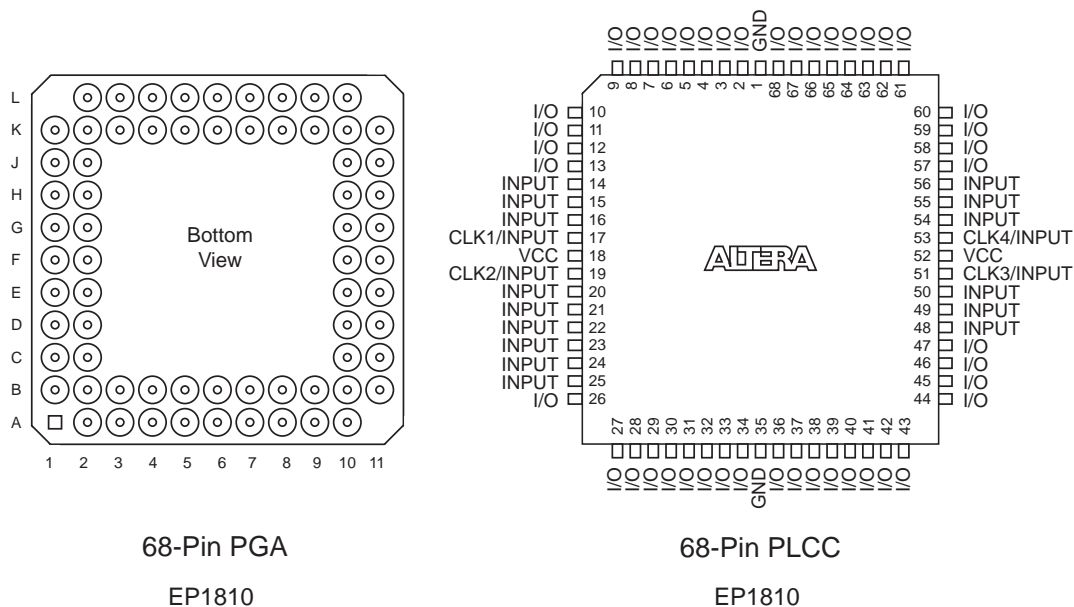 L
K
J
H
G
F
E
D
C
B
A
1 2 3 4 5 6 7 8 9 10 11
Bottom
View
68-Pin PGA
EP1810
I/O I/O I/O I/O I/O I/O I/O I/O GND I/O I/O I/O I/O I/O I/O I/O I/O
9 8 7 6 5 4 3 2 1 68 67 66 65 64 63 62 61
I/O 10 60 I/O
I/O 11 59 I/O
I/O 12 58 I/O
I/O 13 57 I/O
INPUT 14 56 INPUT
INPUT 15 55 INPUT
INPUT 16 54 INPUT
CLK1/INPUT 17 53 CLK4/INPUT
VCC 18 52 VCC
CLK2/INPUT 19 51 CLK3/INPUT
INPUT 20 50 INPUT
INPUT 21 49 INPUT
INPUT 22 48 INPUT
INPUT 23 47 I/O
INPUT 24 46 I/O
INPUT 25 45 I/O
I/O 26 44 I/O
ALTERA
27 28 29 30 31 32 33 34 35 36 37 38 39 40 41 42 43
I/O I/O I/O I/O I/O I/O I/O I/O GND I/O I/O I/O I/O I/O I/O I/O I/O
68-Pin PLCC
EP1810